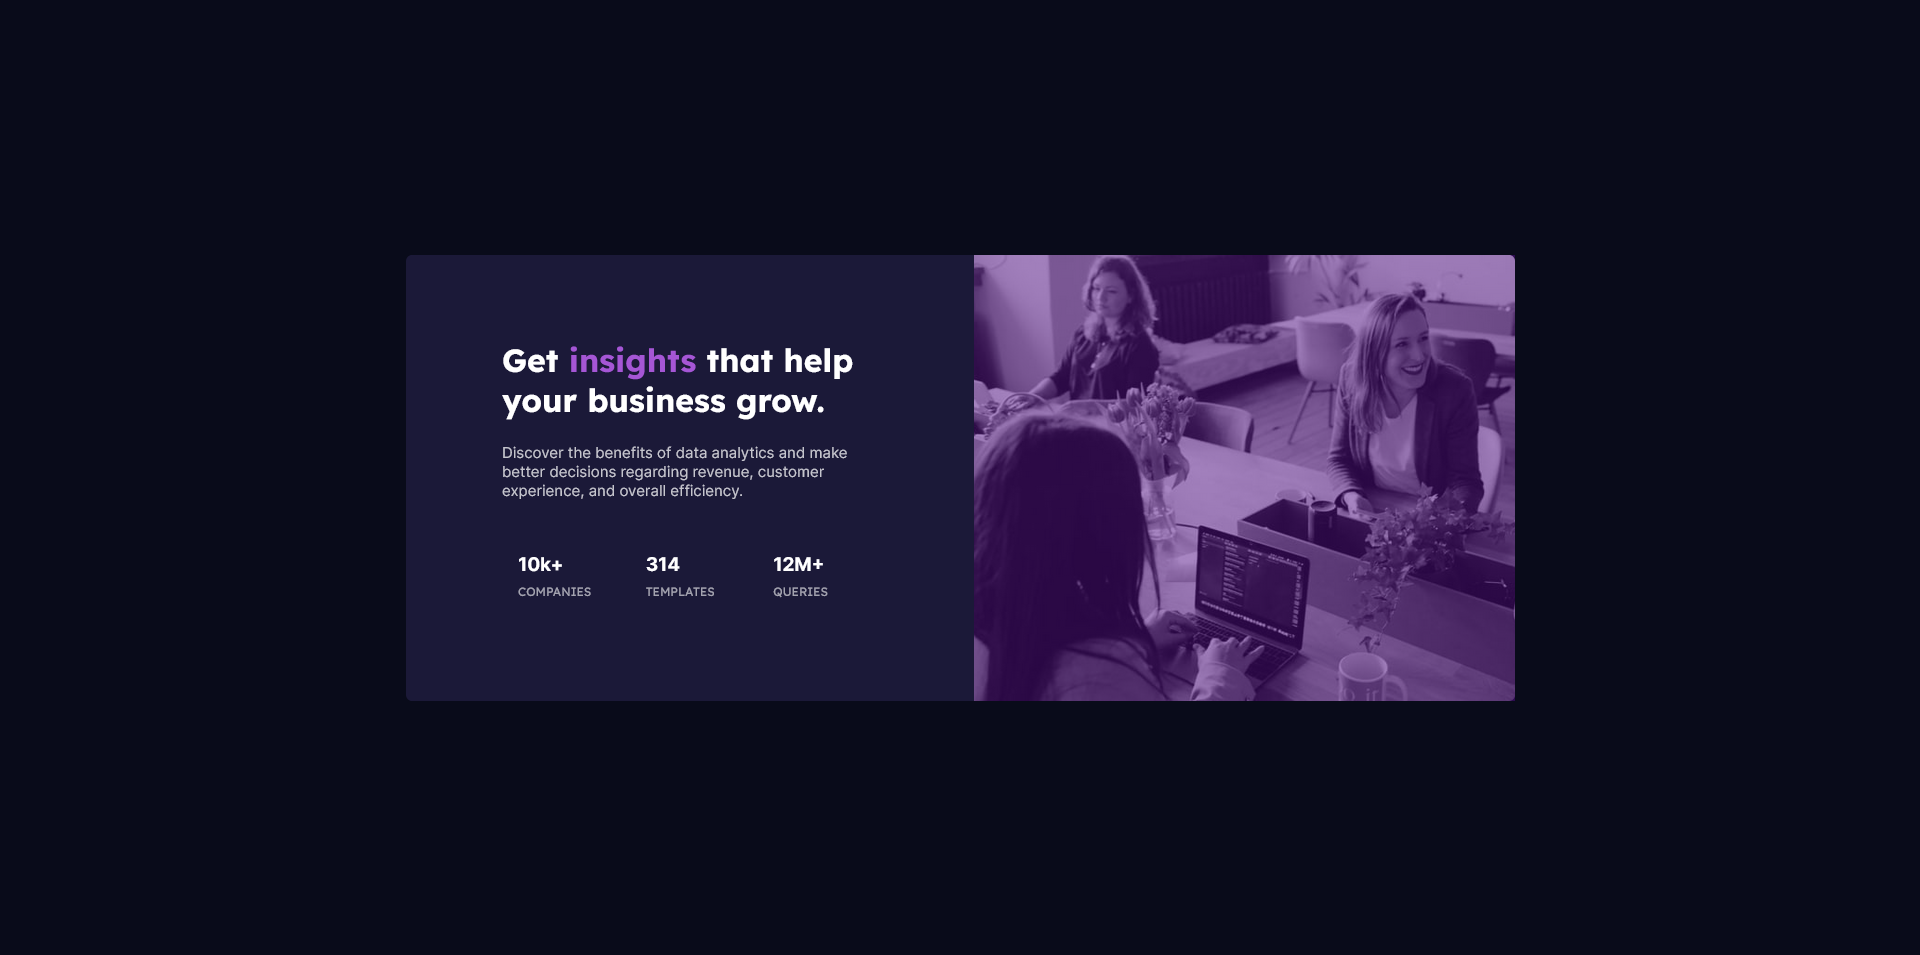 Get insights that help
your business grow.
Discover the benefits of data analytics and make
better decisions regarding revenue, customer
experience, and overall efficiency.
10k+ 314 12M+
COMPANIES TEMPLATES QUERIES